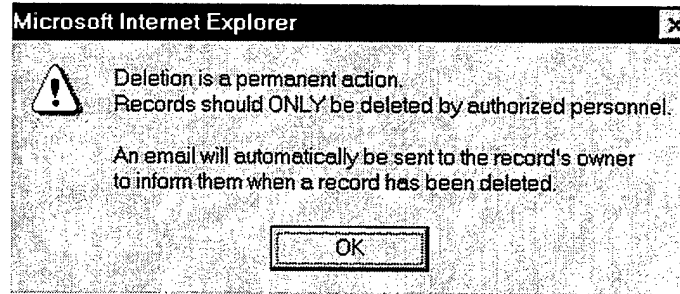 Microsoft Internet Explorer
Deletion is a permanent action.
Records should ONLY be deleted by authorized personnel.
An email will automatically be sent to the record's owner
to inform them when a record has been deleted.
OK